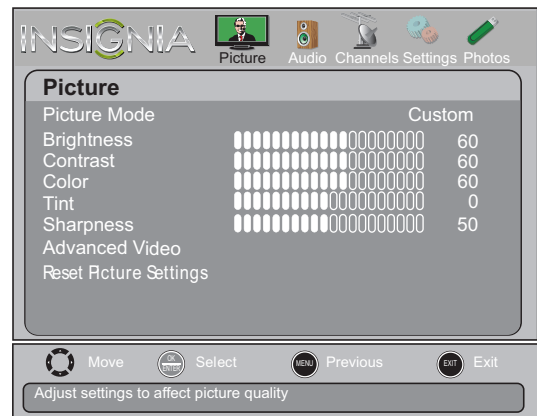 INSIGNIA
Picture Audio Channels Settings Photos
Picture
Picture Mode Custom
Brightness 60
Contrast 60
Color 60
Tint 0
Sharpness 50
Advanced Video
Reset Picture Settings
Move OK ENTER Select MENU Previous EXIT Exit
Adjust settings to affect picture quality